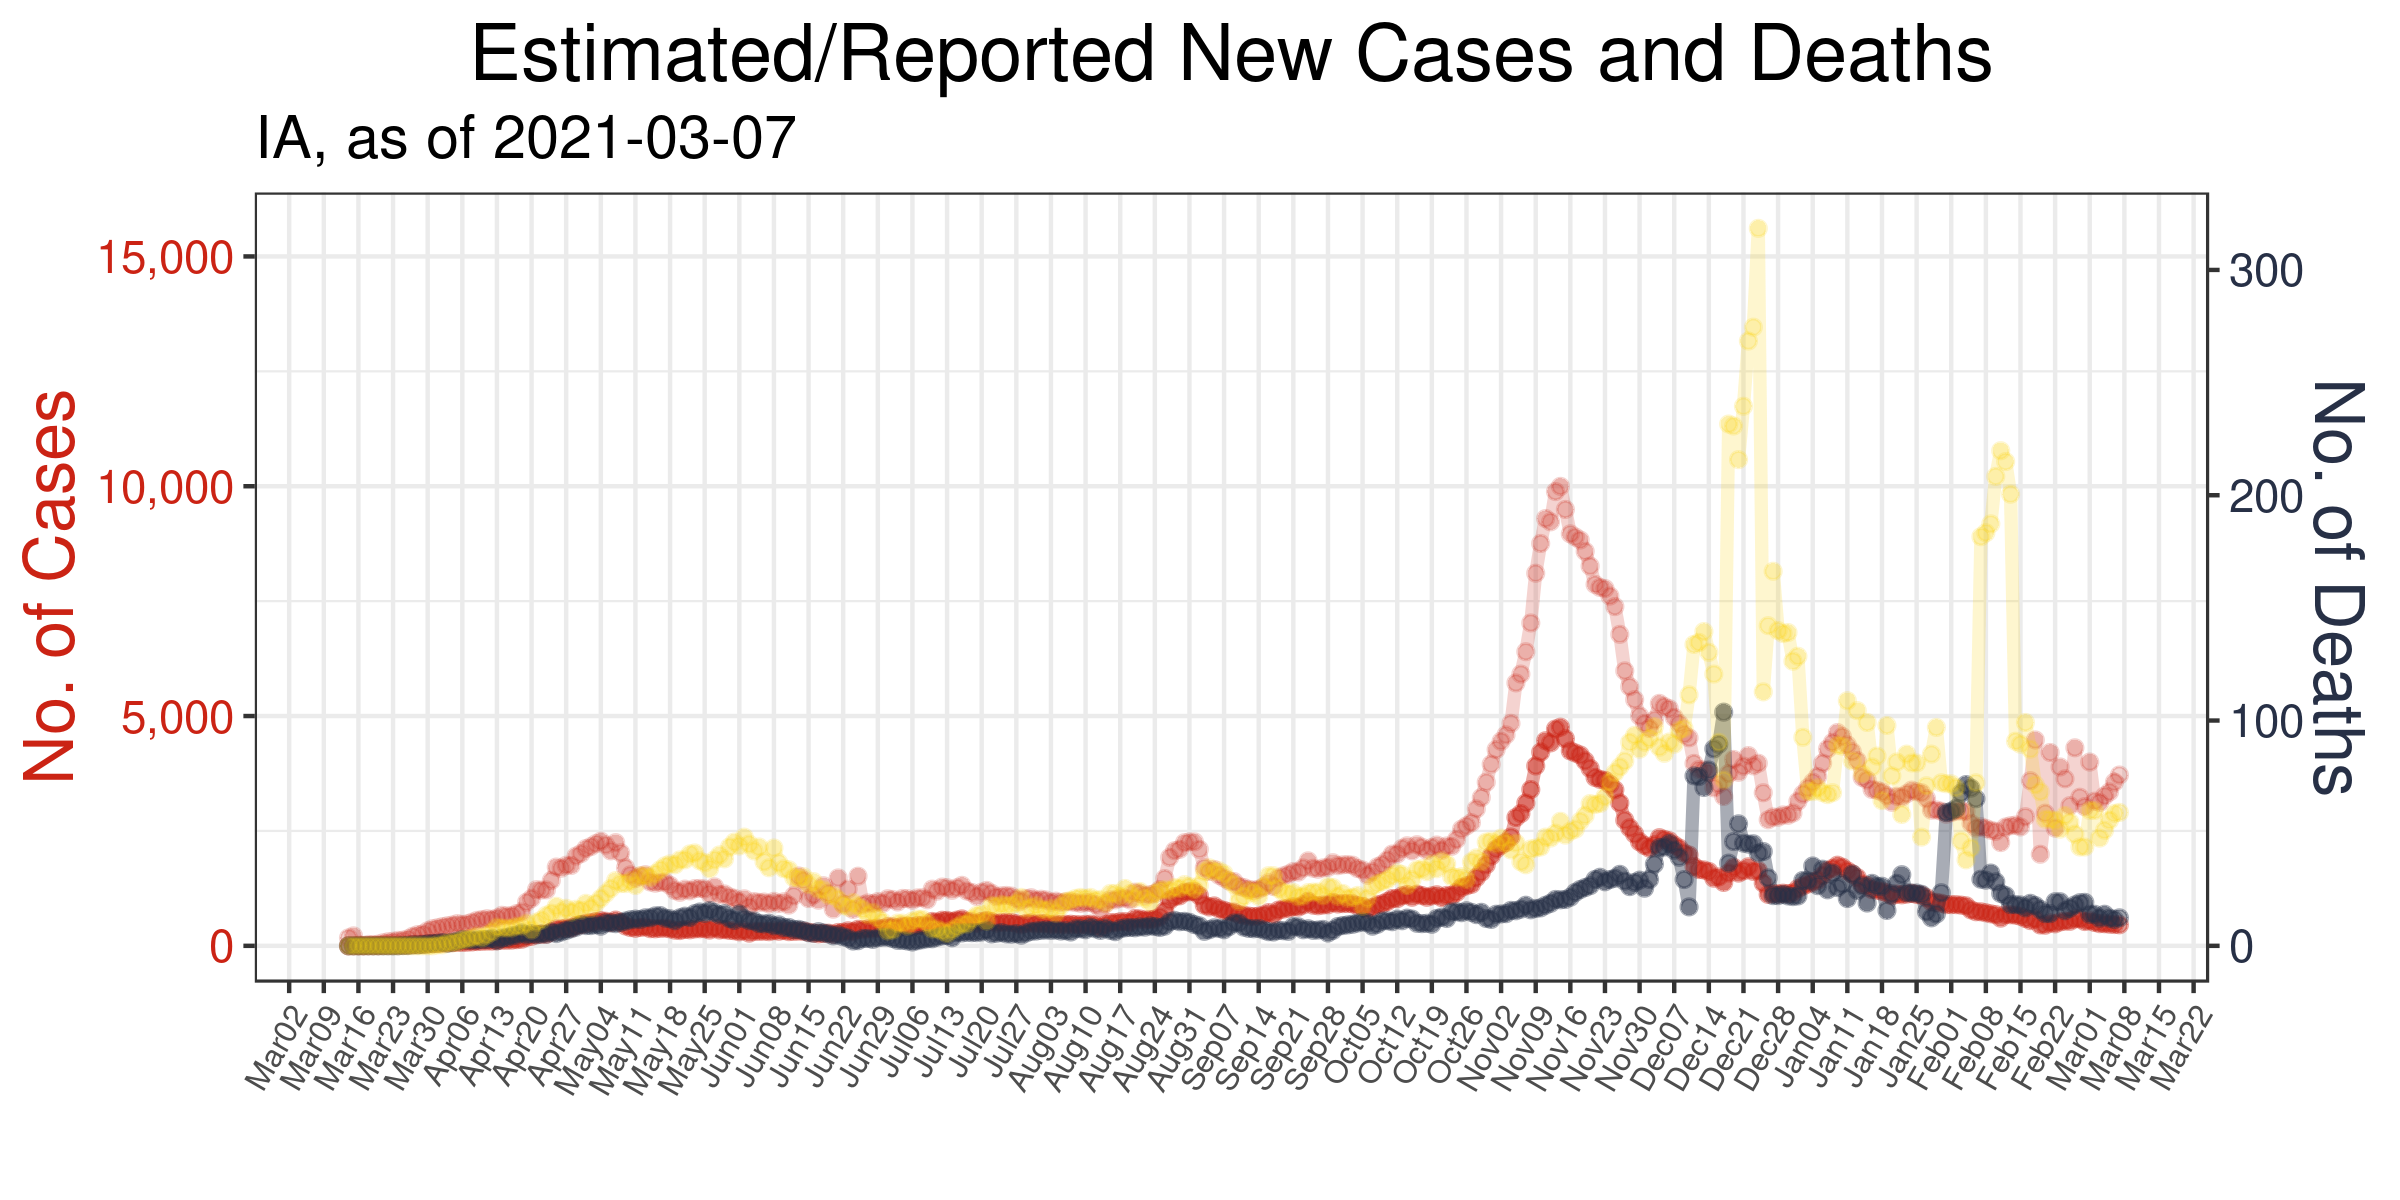 Estimated/Reported New Cases and Deaths
IA, as of 2021-03-07
No. of Cases
15,000
10,000
5,000
0
No. of Deaths
300
200
100
0
Mar02
Mar09
Mar16
Mar23
Mar30
Apr06
Apr13
Apr20
Apr27
May04
May11
May18
May25
Jun01
Jun08
Jun15
Jun22
Jun29
Jul06
Jul13
Jul20
Jul27
Aug03
Aug10
Aug17
Aug24
Aug31
Sep07
Sep14
Sep21
Sep28
Oct05
Oct12
Oct19
Oct26
Nov02
Nov09
Nov16
Nov23
Nov30
Dec07
Dec14
Dec21
Dec28
Jan04
Jan11
Jan18
Jan25
Feb01
Feb08
Feb15
Feb22
Mar01
Mar08
Mar15
Mar22